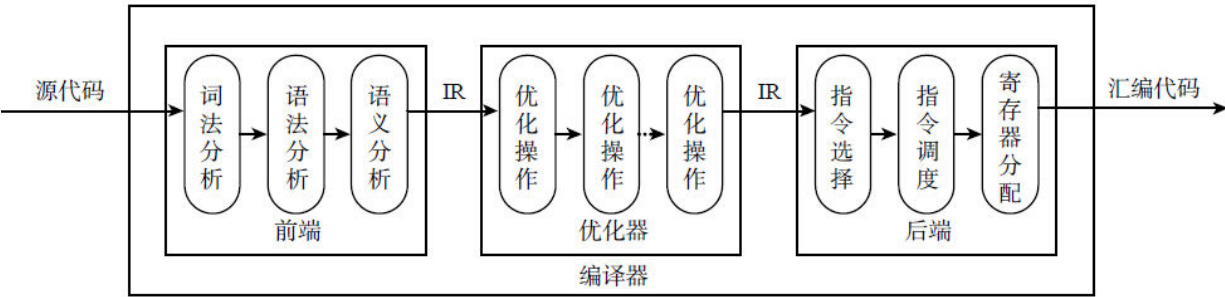 源代码
词法分析
语法分析
语义分析
前端
IR
优化操作
优化操作
优化操作
优化器
IR
指令选择
指令调度
寄存器分配
后端
汇编代码
编译器